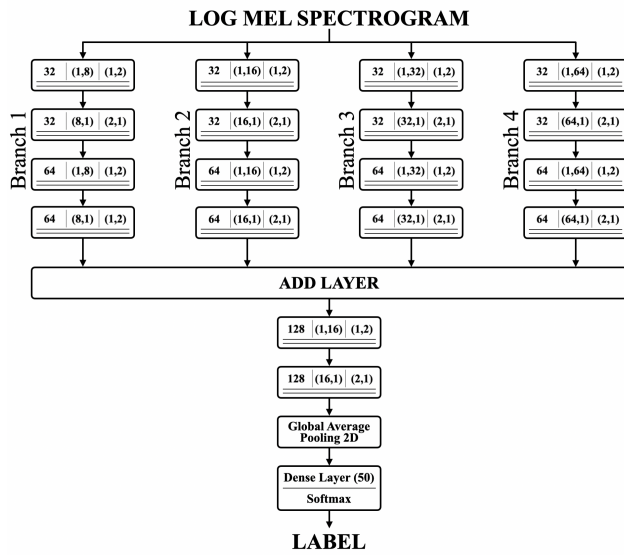 LOG MEL SPECTROGRAM
32 (1,8) (1,2)
32 (1,16) (1,2)
32 (1,32) (1,2)
32 (1,64) (1,2)
Branch 1
Branch 2
Branch 3
Branch 4
32 (8,1) (2,1)
32 (16,1) (2,1)
32 (32,1) (2,1)
32 (64,1) (2,1)
64 (1,8) (1,2)
64 (1,16) (1,2)
64 (1,32) (1,2)
64 (1,64) (1,2)
64 (8,1) (1,2)
64 (16,1) (2,1)
64 (32,1) (2,1)
64 (64,1) (2,1)
ADD LAYER
128 (1,16) (1,2)
128 (16,1) (2,1)
Global Average
Pooling 2D
Dense Layer (50)
Softmax
LABEL